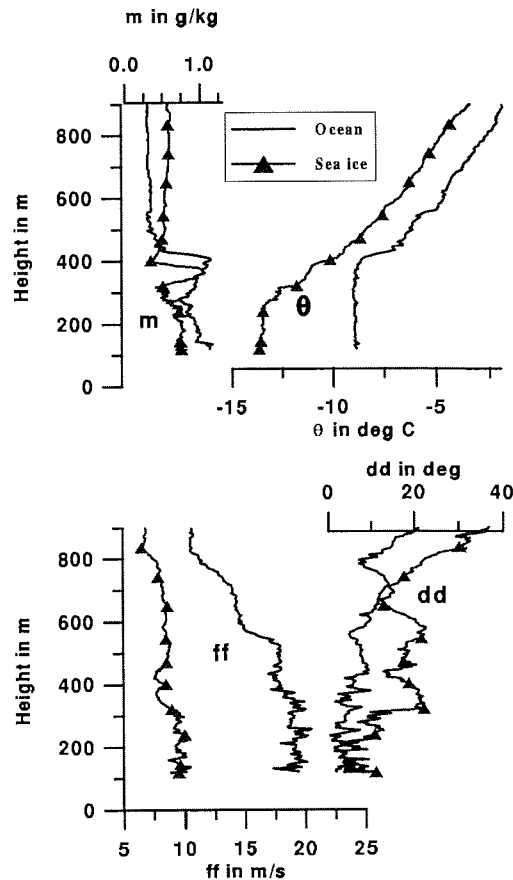 m in g/kg
0.0 1.0
Ocean
Sea ice
800
600
400
200
0
Height in m
m
θ
-15 -10 -5
θ in deg C
dd in deg
0 20 40
800
600
400
200
0
Height in m
ff
dd
5 10 15 20 25
ff in m/s